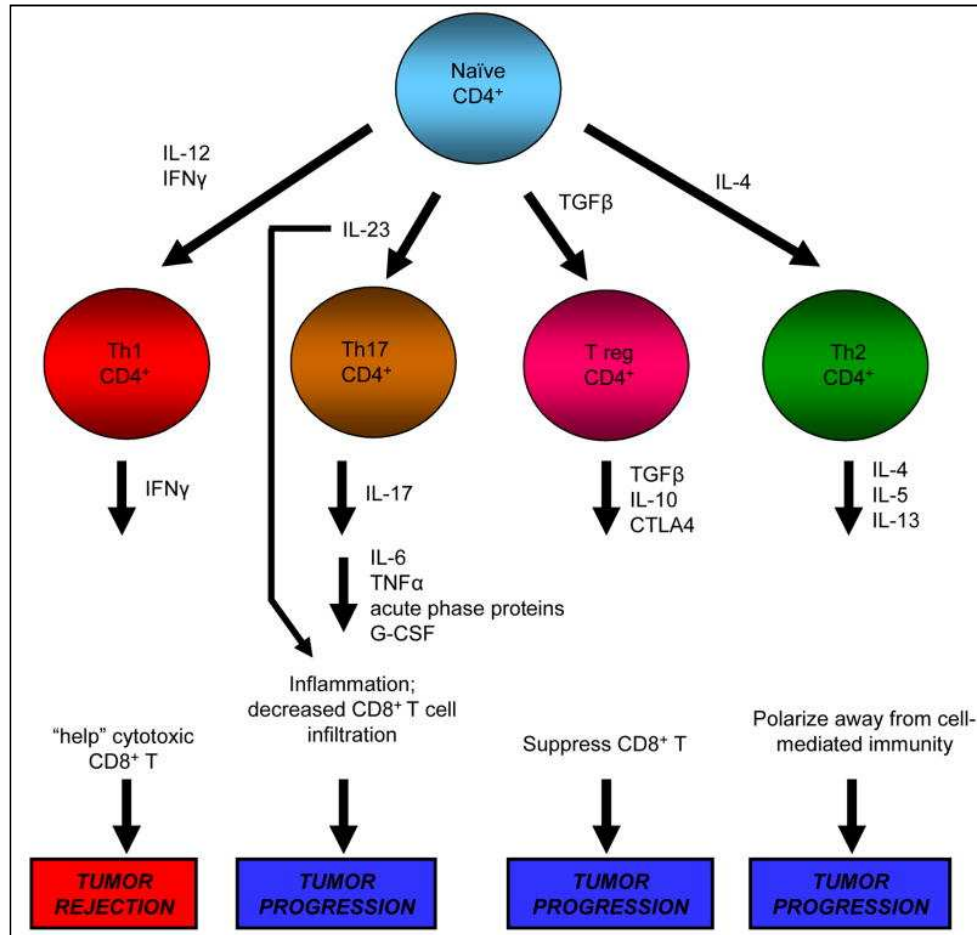 Naïve
CD4⁺
IL-12
IFNγ
IL-23
TGFβ
IL-4
Th1
CD4⁺
Th17
CD4⁺
T reg
CD4⁺
Th2
CD4⁺
IFNγ
IL-17
TGFβ
IL-10
CTLA4
IL-4
IL-5
IL-13
IL-6
TNFα
acute phase proteins
G-CSF
“help” cytotoxic
CD8⁺ T
Inflammation;
decreased CD8⁺ T cell
infiltration
Suppress CD8⁺ T
Polarize away from cell-
mediated immunity
TUMOR
REJECTION
TUMOR
PROGRESSION
TUMOR
PROGRESSION
TUMOR
PROGRESSION